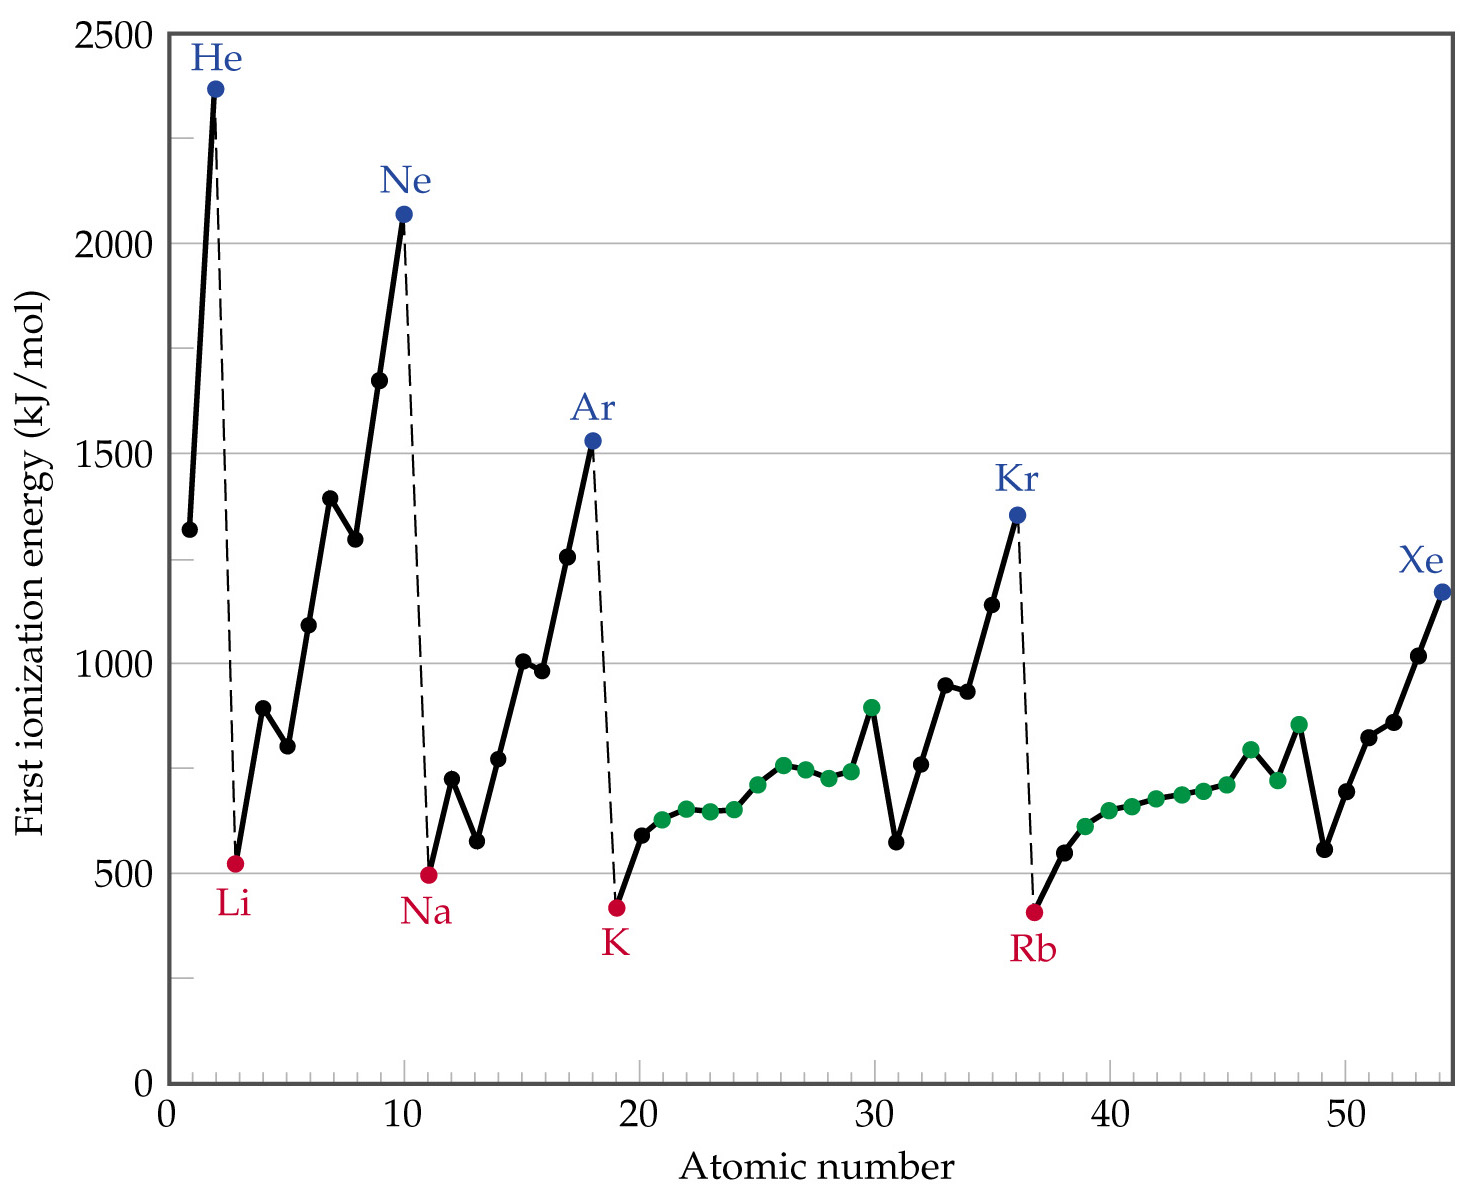 2500
He
Ne
2000
Ar
1500
Kr
Xe
1000
500
Li
Na
K
Rb
0
0 10 20 30 40 50
First ionization energy (kJ/mol)
Atomic number